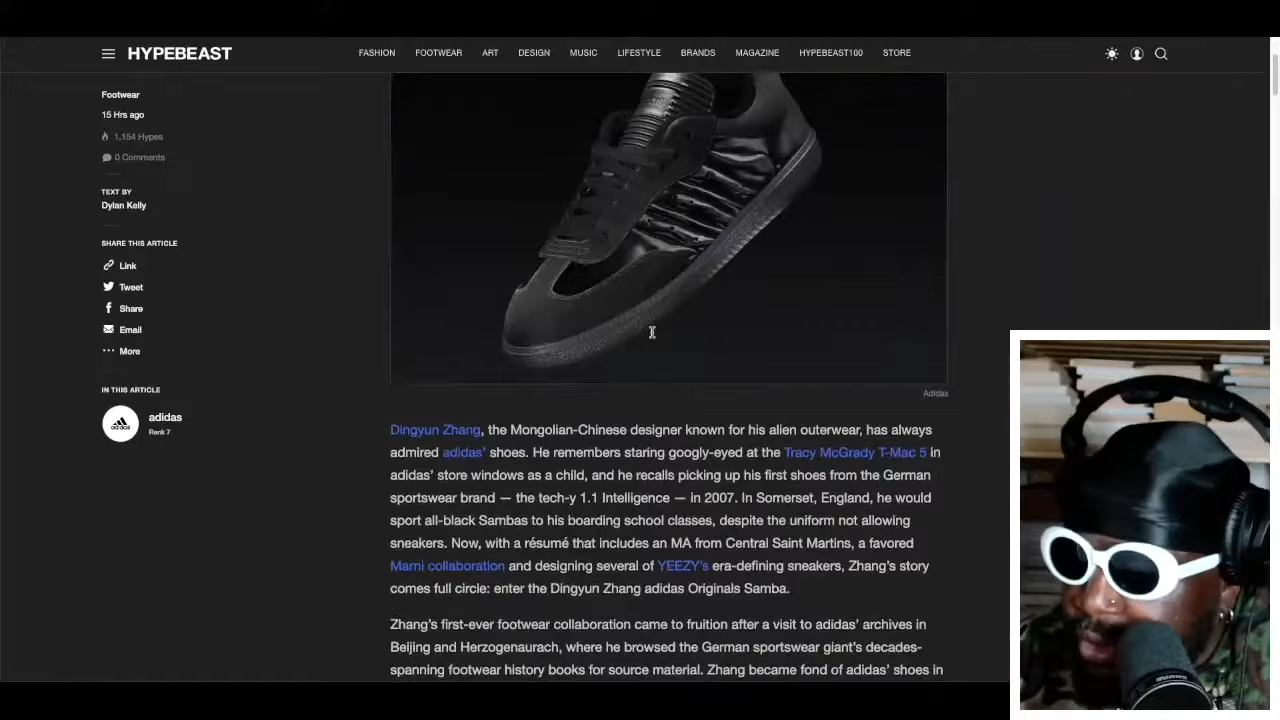 HYPEBEAST
FASHION FOOTWEAR ART DESIGN MUSIC LIFESTYLE BRANDS MAGAZINE HYPEBEAST100 STORE
Footwear
15 Hrs ago
1,154 Hypes
0 Comments
TEXT BY
Dylan Kelly
SHARE THIS ARTICLE
Link
Tweet
Share
Email
More
IN THIS ARTICLE
adidas
adidas
Rank 7
Adidas
Dingyun Zhang, the Mongolian-Chinese designer known for his alien outerwear, has always
admired adidas' shoes. He remembers staring googly-eyed at the Tracy McGrady T-Mac 5 in
adidas' store windows as a child, and he recalls picking up his first shoes from the German
sportswear brand — the tech-y 1.1 Intelligence — in 2007. In Somerset, England, he would
sport all-black Sambas to his boarding school classes, despite the uniform not allowing
sneakers. Now, with a résumé that includes an MA from Central Saint Martins, a favored
Marni collaboration and designing several of YEEZY's era-defining sneakers, Zhang's story
comes full circle: enter the Dingyun Zhang adidas Originals Samba.
Zhang's first-ever footwear collaboration came to fruition after a visit to adidas' archives in
Beijing and Herzogenaurach, where he browsed the German sportswear giant's decades-
spanning footwear history books for source material. Zhang became fond of adidas' shoes in